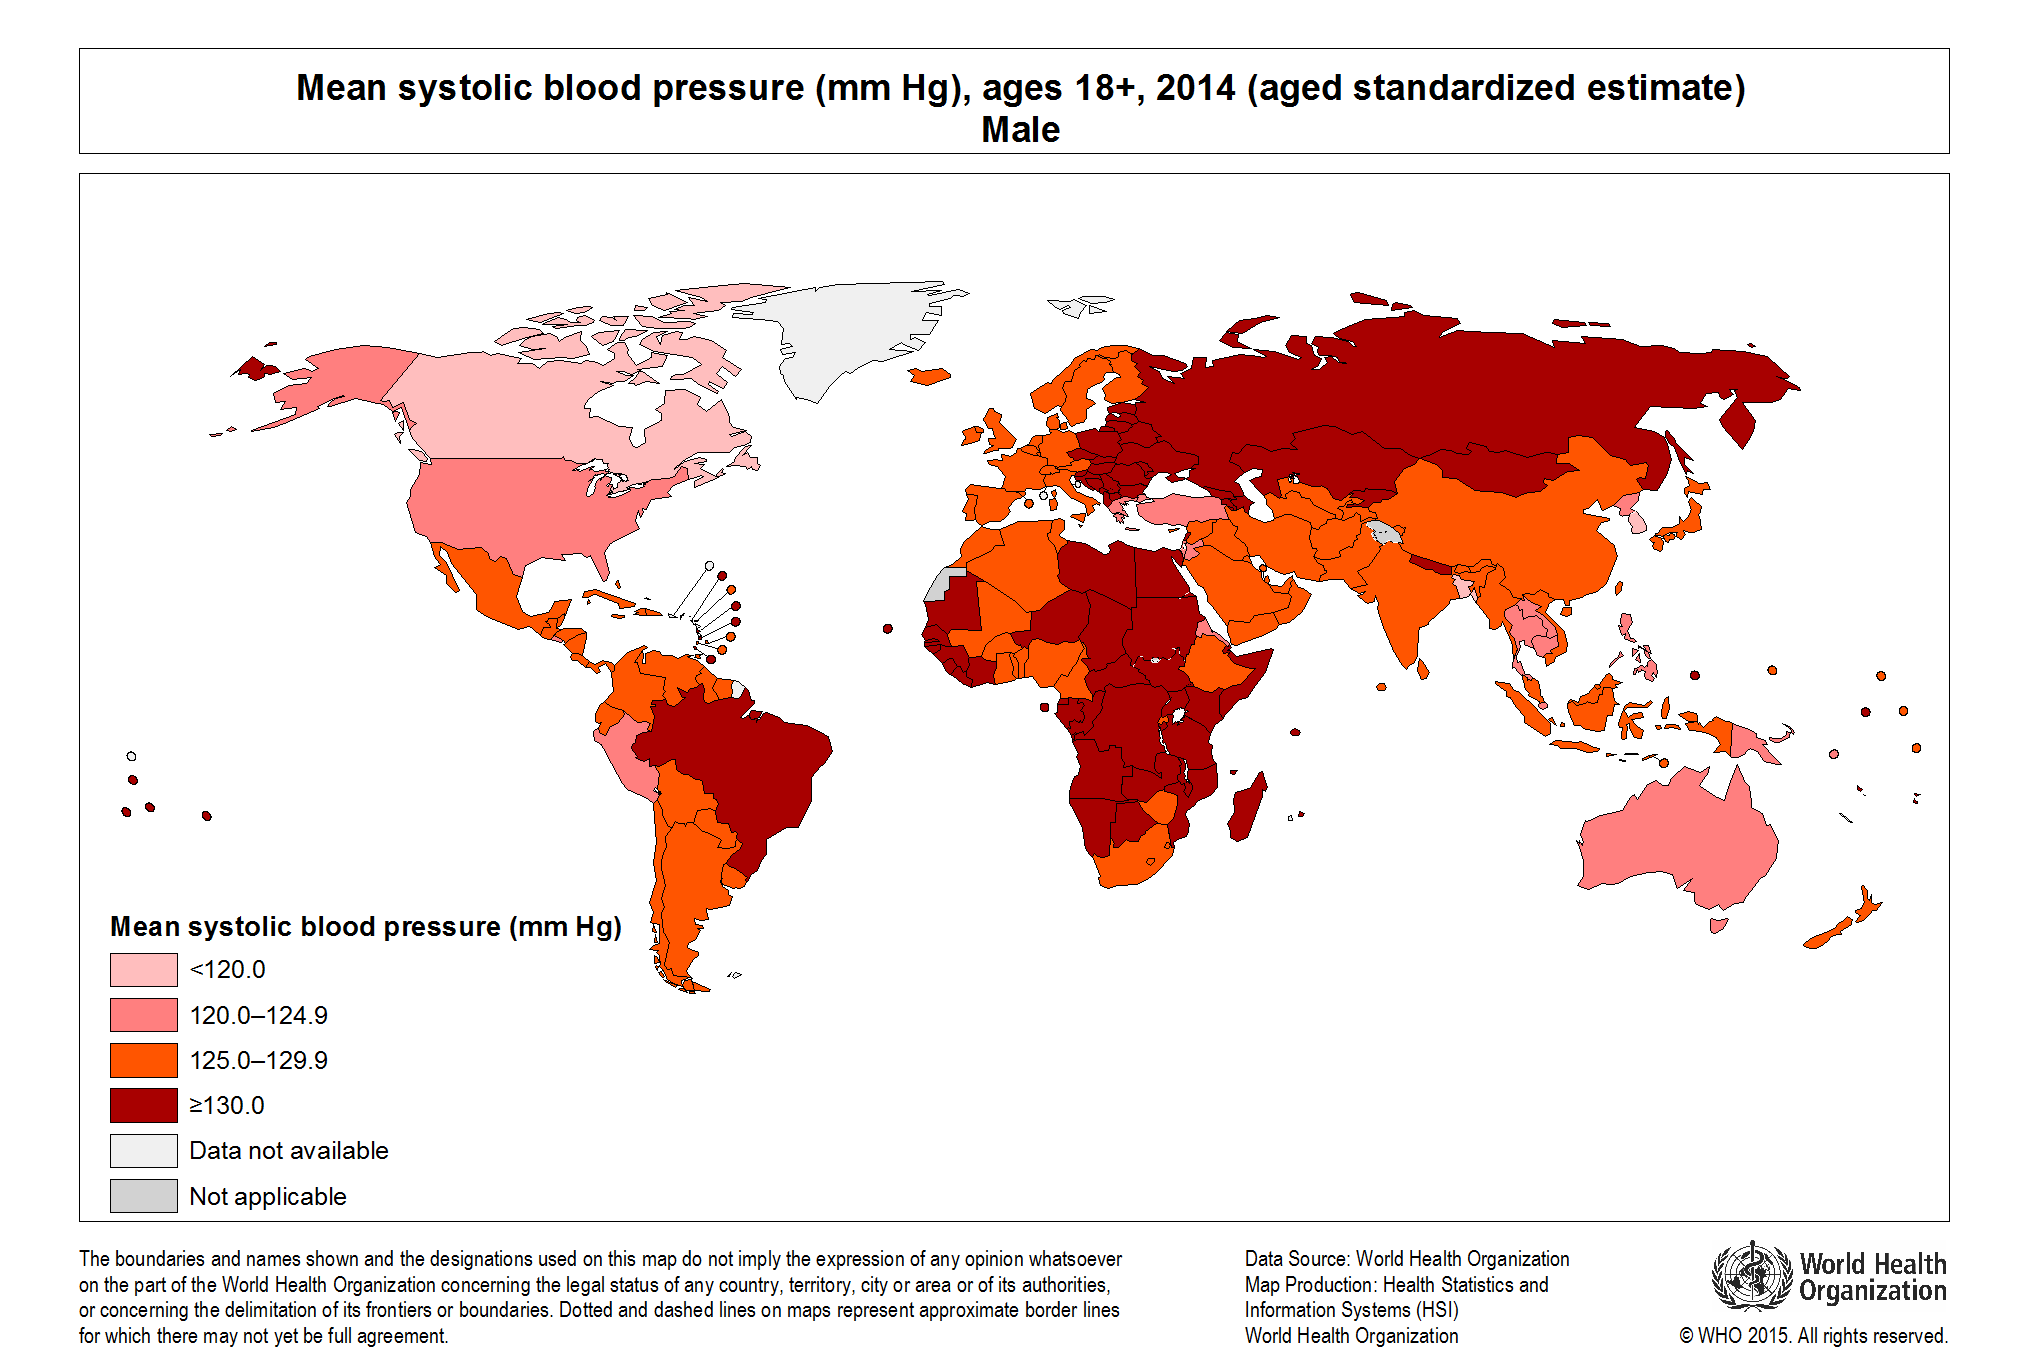 Mean systolic blood pressure (mm Hg), ages 18+, 2014 (aged standardized estimate)
Male
Mean systolic blood pressure (mm Hg)
<120.0
120.0–124.9
125.0–129.9
≥130.0
Data not available
Not applicable
The boundaries and names shown and the designations used on this map do not imply the expression of any opinion whatsoever
on the part of the World Health Organization concerning the legal status of any country, territory, city or area or of its authorities,
or concerning the delimitation of its frontiers or boundaries. Dotted and dashed lines on maps represent approximate border lines
for which there may not yet be full agreement.
Data Source: World Health Organization
Map Production: Health Statistics and
Information Systems (HSI)
World Health Organization
World Health
Organization
© WHO 2015. All rights reserved.